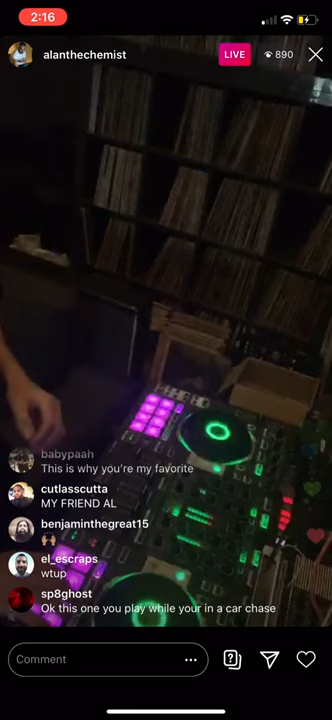 2:16
alanthechemist
LIVE
890
babypaah
This is why you're my favorite
cutlasscutta
MY FRIEND AL
benjaminthegreat15
🙌🏽
el_escraps
wtup
sp8ghost
Ok this one you play while your in a car chase
Comment